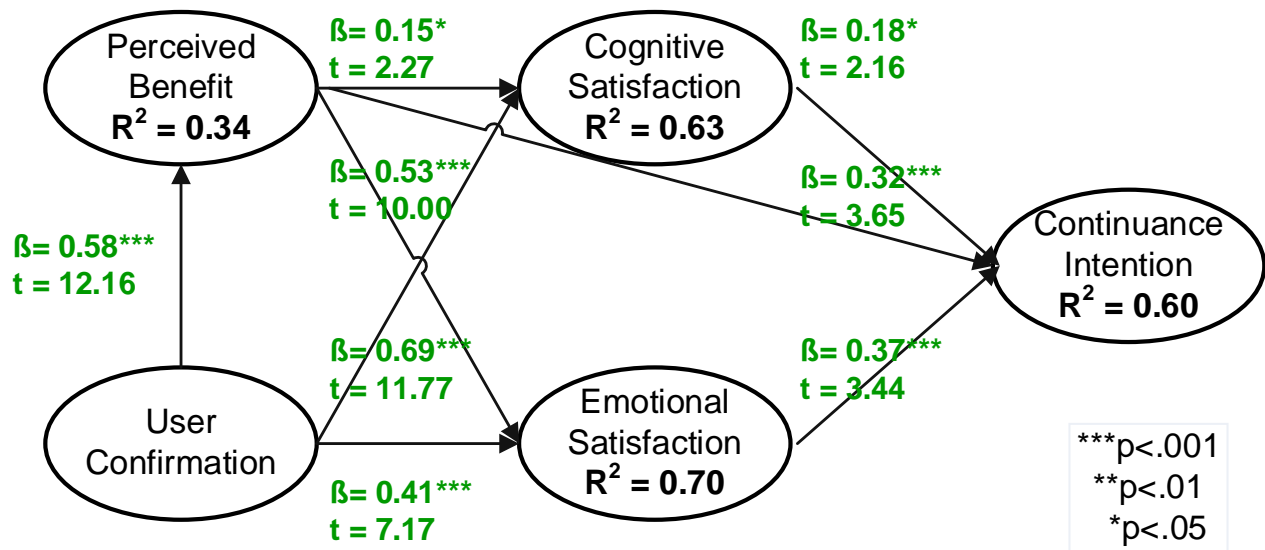 Perceived
Benefit
R² = 0.34
ß= 0.15*
t = 2.27
Cognitive
Satisfaction
R² = 0.63
ß= 0.18*
t = 2.16
ß= 0.53***
t = 10.00
ß= 0.32***
t = 3.65
ß= 0.58***
t = 12.16
Continuance
Intention
R² = 0.60
ß= 0.69***
t = 11.77
ß= 0.37***
t = 3.44
User
Confirmation
Emotional
Satisfaction
R² = 0.70
ß= 0.41***
t = 7.17
***p<.001
**p<.01
*p<.05